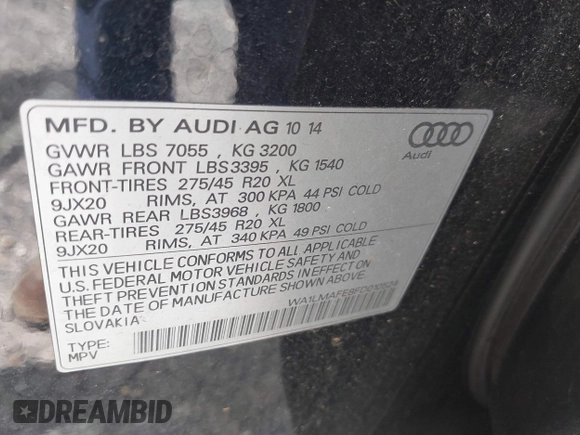 MFD. BY AUDI AG 10 14
GVWR LBS 7055 , KG 3200
GAWR FRONT LBS3395 , KG 1540
FRONT-TIRES 275/45 R20 XL
9JX20 RIMS, AT 300 KPA 44 PSI COLD
GAWR REAR LBS3968 , KG 1800
REAR-TIRES 275/45 R20 XL
9JX20 RIMS, AT 340 KPA 49 PSI COLD
THIS VEHICLE CONFORMS TO ALL APPLICABLE
U.S. FEDERAL MOTOR VEHICLE SAFETY AND
THEFT PREVENTION STANDARDS IN EFFECT ON
THE DATE OF MANUFACTURE SHOWN ABOVE.
SLOVAKIA
TYPE:
MPV
Audi
DREAMBID